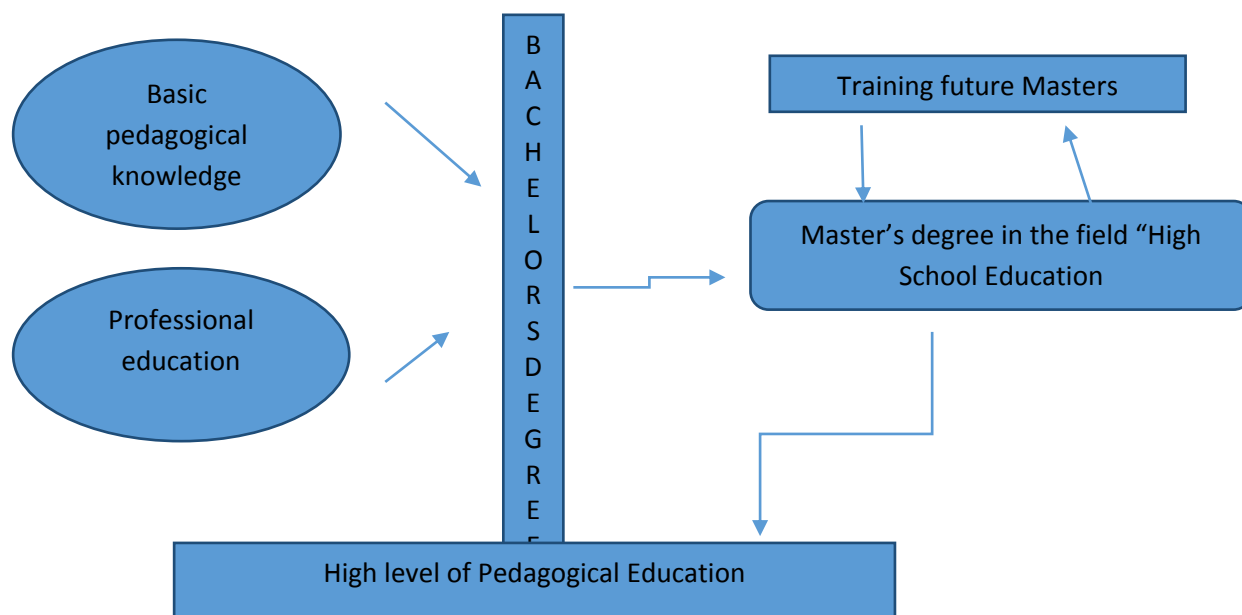 Basic
pedagogical
knowledge
Professional
education
BACHELORSDEGREE
Training future Masters
Master's degree in the field “High
School Education
High level of Pedagogical Education